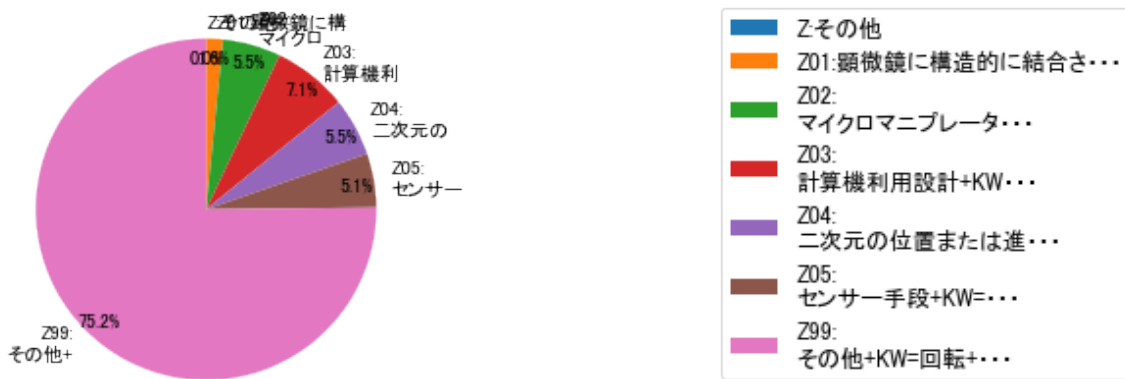 Z02:
マイクロ
1.6%
5.5%
Z03:
計算機利
7.1%
Z04:
二次元の
5.5%
Z05:
センサー
5.1%
75.2%
Z99:
その他+
Z:その他
Z01:顕微鏡に構造的に結合さ・・・
Z02:
マイクロマニプレータ・・・
Z03:
計算機利用設計+KW・・・
Z04:
二次元の位置または進・・・
Z05:
センサー手段+KW=・・・
Z99:
その他+KW=回転+・・・